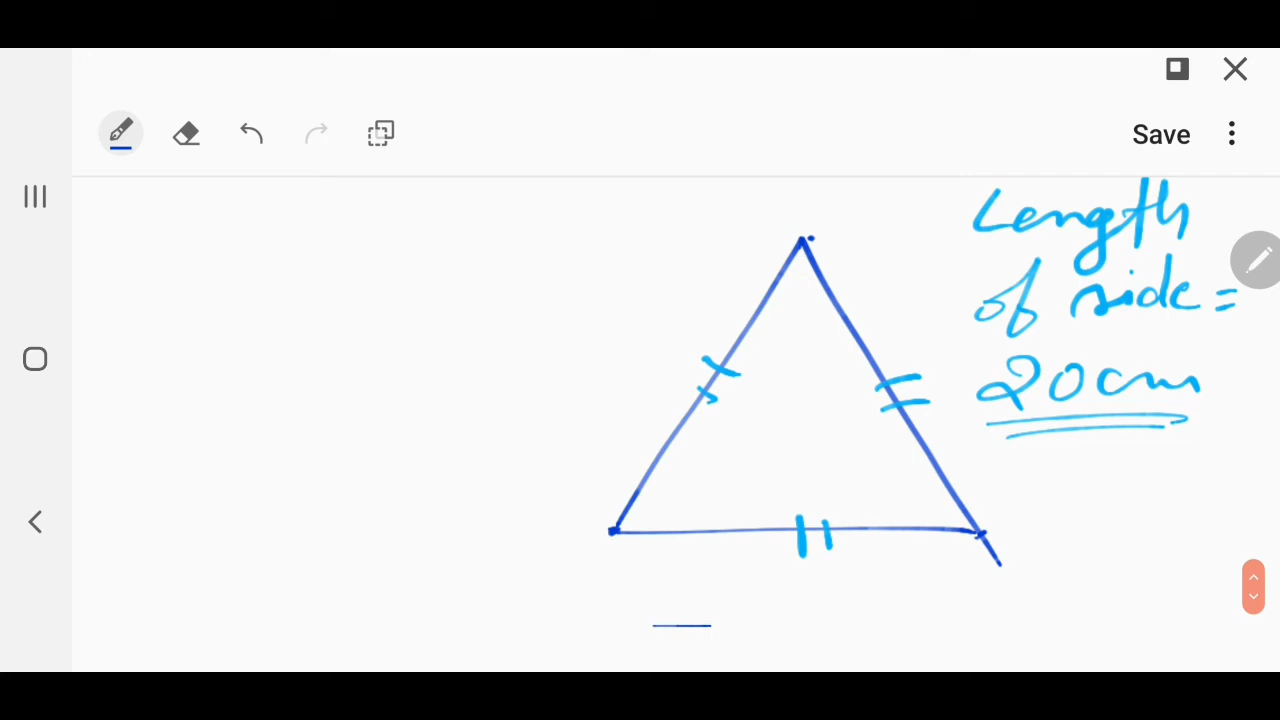 Save
Length
of side =
20cm